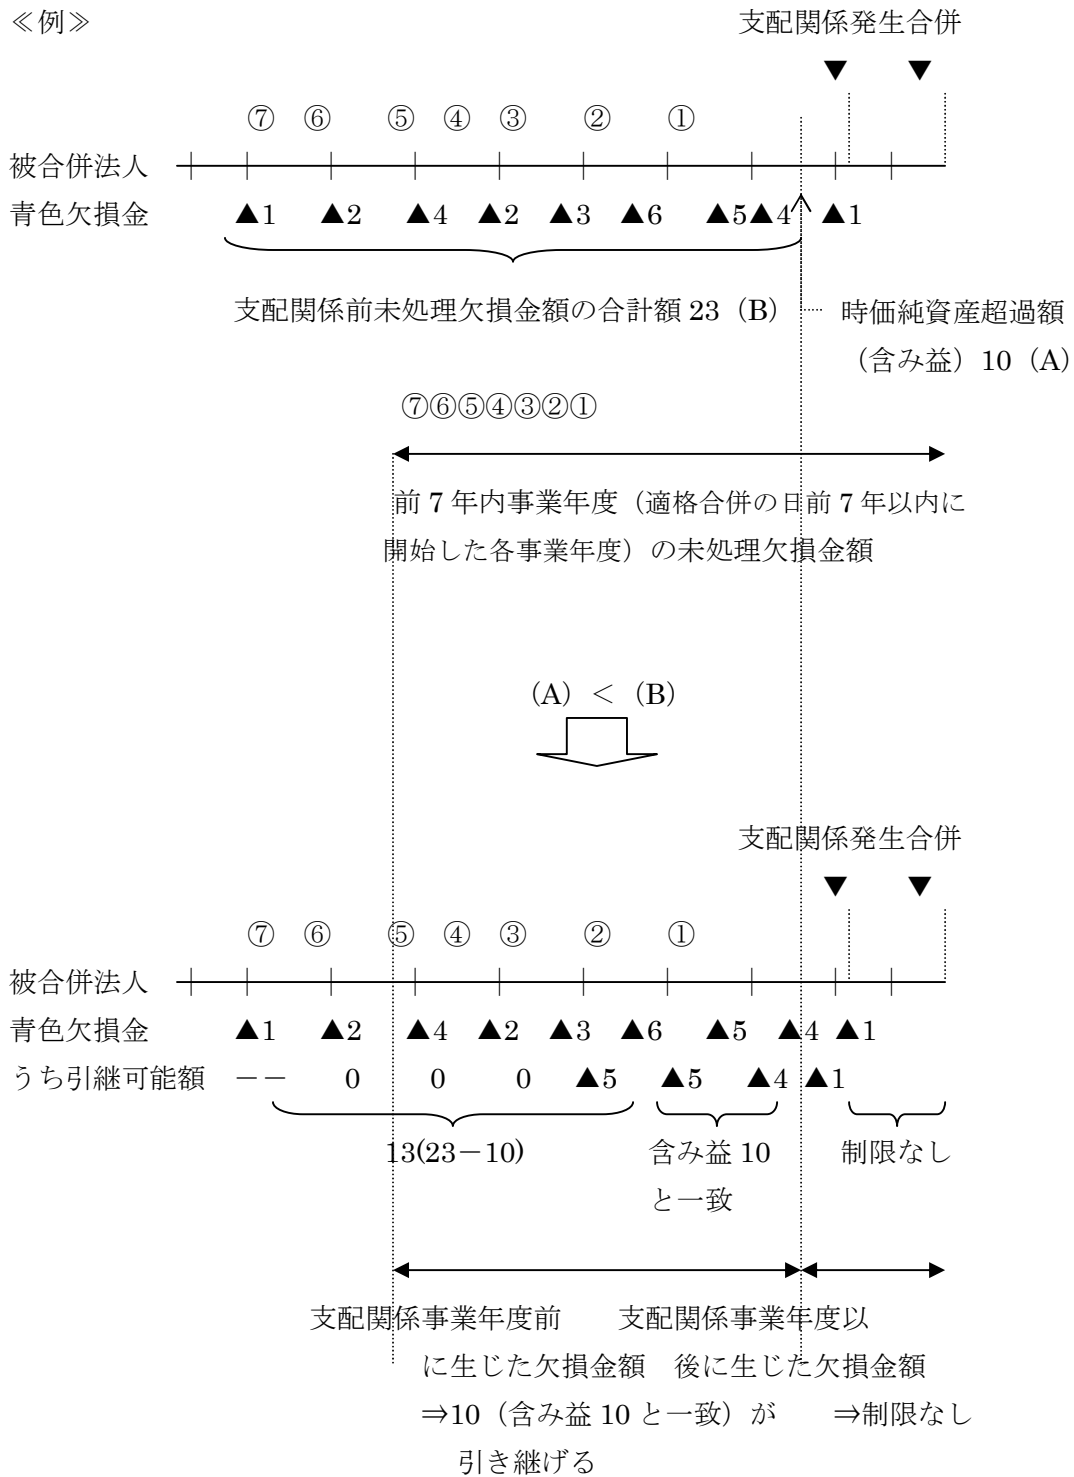 ≪例≫
支配関係発生合併
▼ ▼
⑦ ⑥ ⑤ ④ ③ ② ①
被合併法人
青色欠損金 ▲1 ▲2 ▲4 ▲2 ▲3 ▲6 ▲5▲4 ▲1
支配関係前未処理欠損金額の合計額 23（B）
時価純資産超過額
（含み益）10（A）
⑦⑥⑤④③②①
前 7 年内事業年度（適格合併の日前 7 年以内に
開始した各事業年度）の未処理欠損金額
（A）＜（B）
支配関係発生合併
▼ ▼
⑦ ⑥ ⑤ ④ ③ ② ①
被合併法人
青色欠損金 ▲1 ▲2 ▲4 ▲2 ▲3 ▲6 ▲5 ▲4 ▲1
うち引継可能額 −− 0 0 0 ▲5 ▲5 ▲4 ▲1
13(23−10)
含み益 10
と一致
制限なし
支配関係事業年度前
に生じた欠損金額
⇒10（含み益 10 と一致）が
引き継げる
支配関係事業年度以
後に生じた欠損金額
⇒制限なし